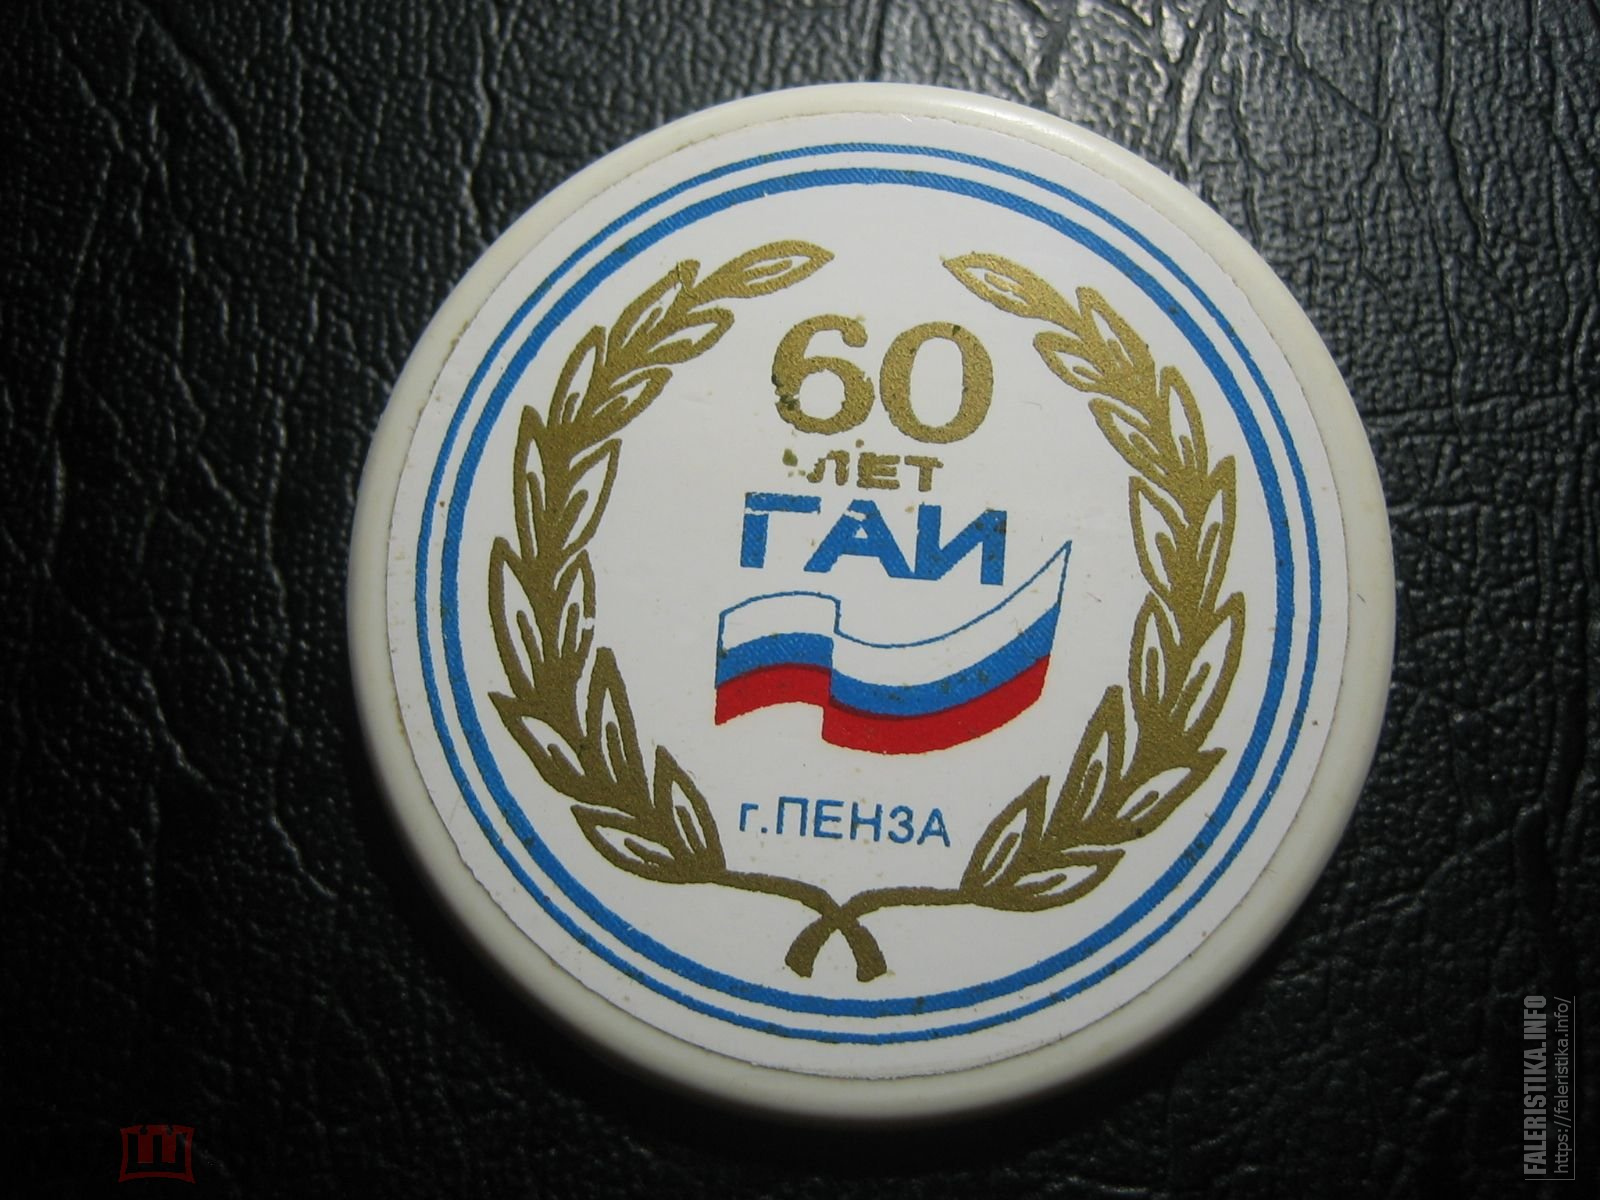 60
ЛЕТ
ГАИ
г.ПЕНЗА
FALERISTIKA.INFO
https://faleristika.info/